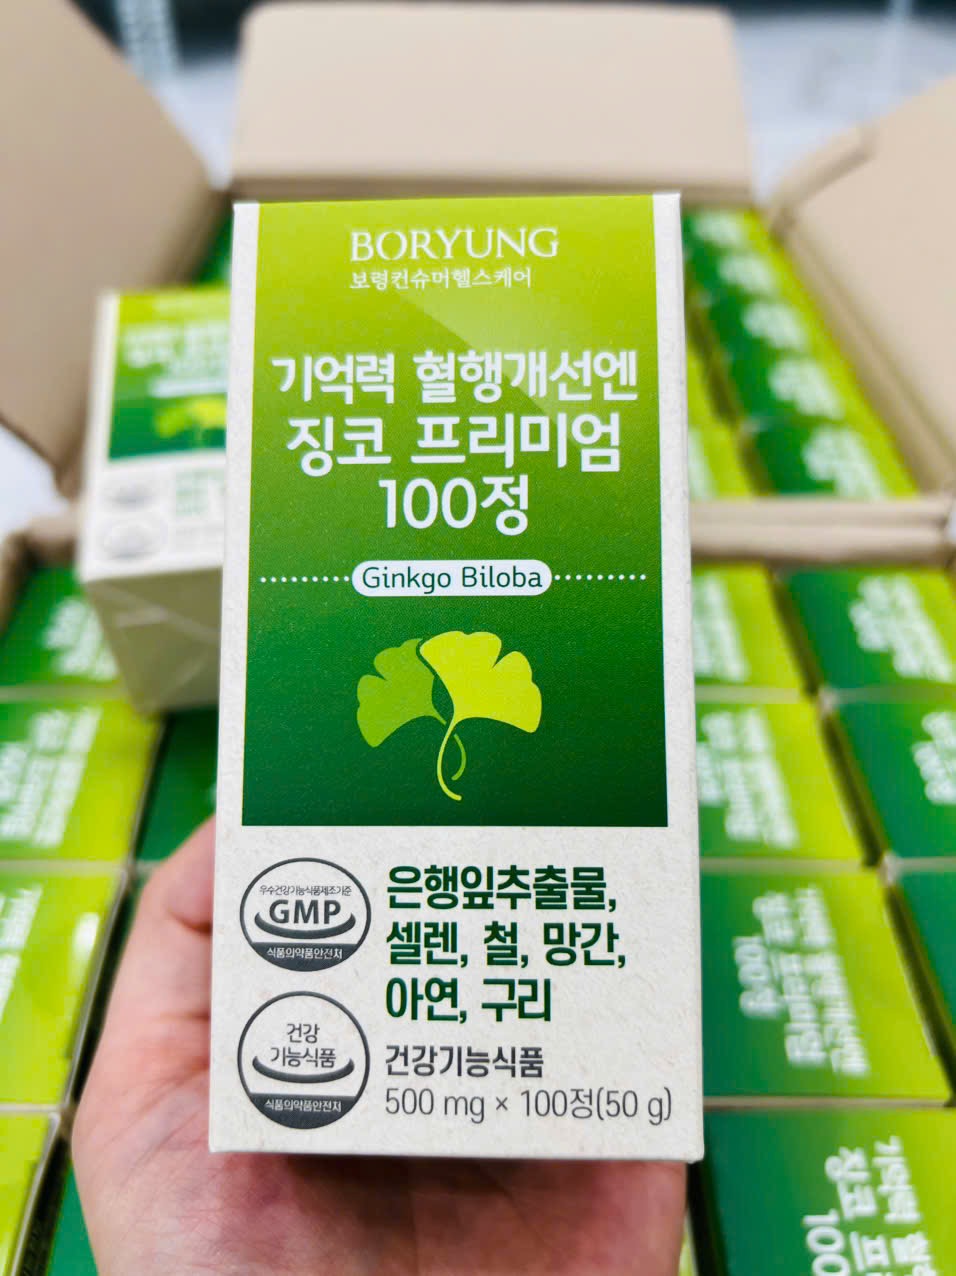 BORYUNG
보령컨슈머헬스케어
기억력 혈행개선엔
징코 프리미엄
100정
Ginkgo Biloba
우수건강기능식품제조기준
GMP
식품의약품안전처
은행잎추출물,
셀렌, 철, 망간,
아연, 구리
건강
기능식품
식품의약품안전처
건강기능식품
500 mg × 100정(50 g)